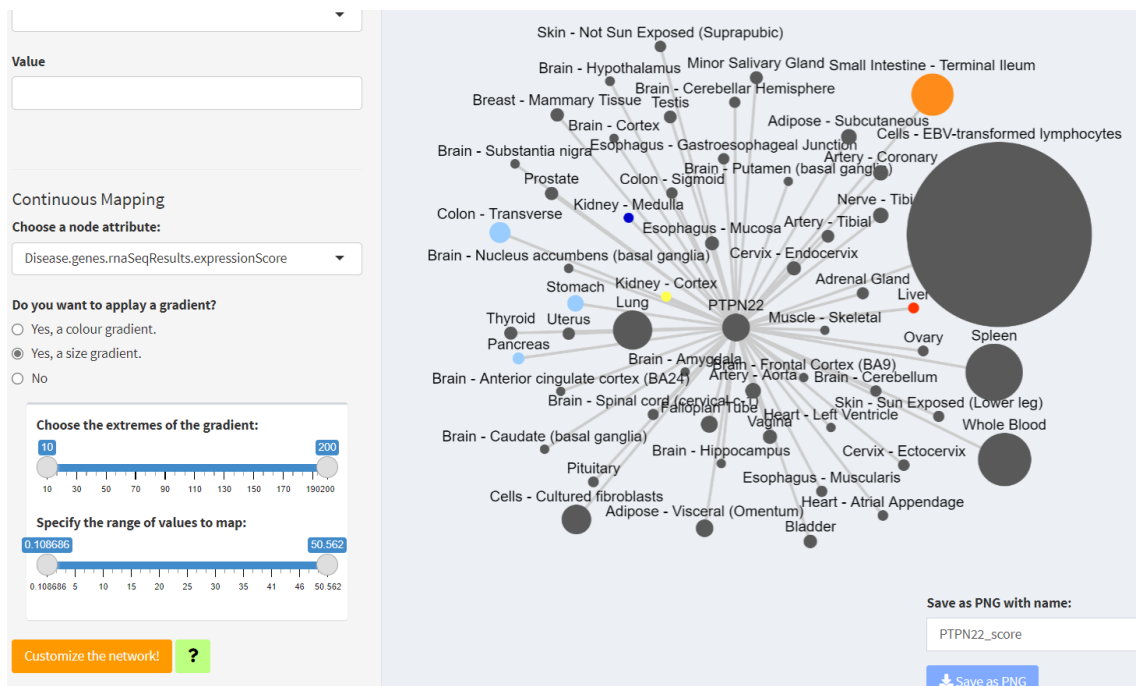 Value
Continuous Mapping
Choose a node attribute:
Disease.genes.rnaSeqResults.expressionScore
Do you want to applay a gradient?
Yes, a colour gradient.
Yes, a size gradient.
No
Choose the extremes of the gradient:
10 200
10 30 50 70 90 110 130 150 170 190200
Specify the range of values to map:
0.108686 50.562
0.108686 5 10 15 20 25 30 35 41 46 50.562
Customize the network!
?
Skin - Not Sun Exposed (Suprapubic)
Brain - Hypothalamus
Minor Salivary Gland
Small Intestine - Terminal Ileum
Brain - Cerebellar Hemisphere
Breast - Mammary Tissue
Testis
Adipose - Subcutaneous
Brain - Cortex
Cells - EBV-transformed lymphocytes
Esophagus - Gastroesophageal Junction
Brain - Substantia nigra
Artery - Coronary
Brain - Putamen (basal ganglia)
Prostate
Colon - Sigmoid
Kidney - Medulla
Nerve - Tibi
Colon - Transverse
Artery - Tibial
Esophagus - Mucosa
Brain - Nucleus accumbens (basal ganglia)
Cervix - Endocervix
Adrenal Gland
Stomach
Kidney - Cortex
Liver
Lung
PTPN22
Thyroid
Uterus
Muscle - Skeletal
Ovary
Spleen
Pancreas
Brain - Amygdala
Brain - Frontal Cortex (BA9)
Brain - Anterior cingulate cortex (BA24)
Artery - Aorta
Brain - Cerebellum
Brain - Spinal cord (cervical c-1)
Fallopian Tube
Skin - Sun Exposed (Lower leg)
Heart - Left Ventricle
Vagina
Whole Blood
Brain - Caudate (basal ganglia)
Brain - Hippocampus
Cervix - Ectocervix
Pituitary
Esophagus - Muscularis
Cells - Cultured fibroblasts
Heart - Atrial Appendage
Adipose - Visceral (Omentum)
Bladder
Save as PNG with name:
PTPN22_score
Save as PNG